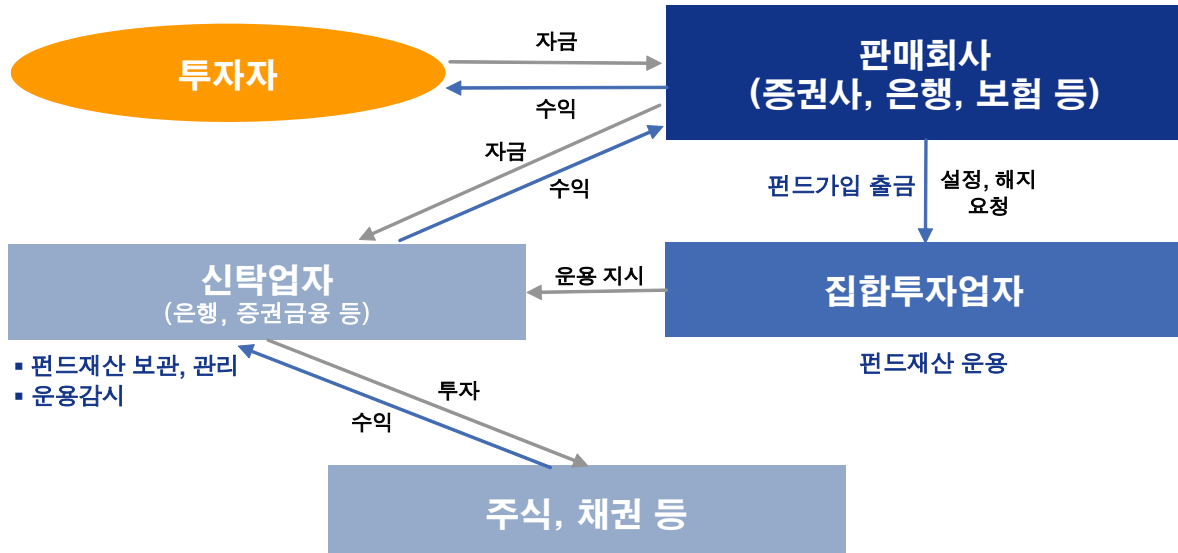 투자자
자금
수익
판매회사
(증권사, 은행, 보험 등)
자금
수익
펀드가입 출금
설정, 해지
요청
신탁업자
(은행, 증권금융 등)
운용 지시
집합투자업자
▪ 펀드재산 보관, 관리
▪ 운용감시
펀드재산 운용
투자
수익
주식, 채권 등